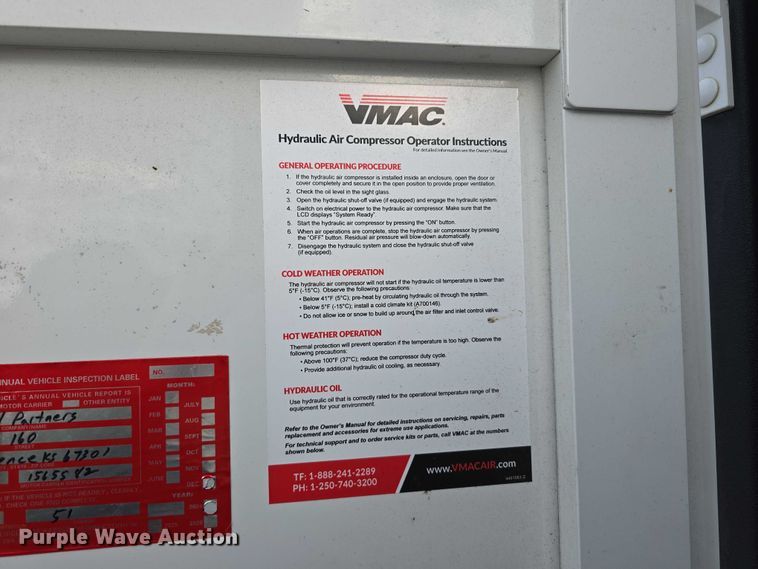 VMAC
Hydraulic Air Compressor Operator Instructions
For detailed information see the Owner's Manual.
GENERAL OPERATING PROCEDURE
1. If the hydraulic air compressor is installed inside an enclosure, open the door or
cover completely and secure it in the open position to provide proper ventilation.
2. Check the oil level in the sight glass.
3. Open the hydraulic shut-off valve (if equipped) and engage the hydraulic system
4. Switch on electrical power to the hydraulic air compressor. Make sure that the
LCD displays "System Ready".
5. Start the hydraulic air compressor by pressing the "ON" button.
6. When air operations are complete, stop the hydraulic air compressor by pressing
the "OFF" button. Residual air pressure will blow-down automatically.
7. Disengage the hydraulic system and close the hydraulic shut-off valve
(if equipped).
COLD WEATHER OPERATION
The hydraulic air compressor will not start if the hydraulic oil temperature is lower than
5°F (-15°C). Observe the following precautions:
• Below 41°F (5°C); pre-heat by circulating hydraulic oil through the system.
• Below 5°F (-15°C); install a cold climate kit (A700146).
• Do not allow ice or snow to build up around the air filter and inlet control valve.
HOT WEATHER OPERATION
Thermal protection will prevent operation if the temperature is too high. Observe the
following precautions:
• Above 100°F (37°C); reduce the compressor duty cycle.
• Provide additional hydraulic oil cooling, as necessary.
HYDRAULIC OIL
Use hydraulic oil that is correctly rated for the operational temperature range of the
equipment for your environment.
Refer to the Owner's Manual for detailed instructions on servicing, repairs, parts
replacement and accessories for extreme use applications.
For technical support and to order service kits or parts, call VMAC at the numbers
shown below.
TF: 1-888-241-2289
PH: 1-250-740-3200
www.VMACAIR.com
NNUAL VEHICLE INSPECTION LABEL
NO.
MONTH:
ICLE'S ANNUAL VEHICLE REPORT IS
MOTOR CARRIER OTHER ENTITY
Partners
COMPANY NAME
160
STREET
ence KS 67301
JAN JULY
FEB AUG
MAR SEPT
OCT
MAY NOV
JUNE DEC
YEAR:
51
Purple Wave Auction